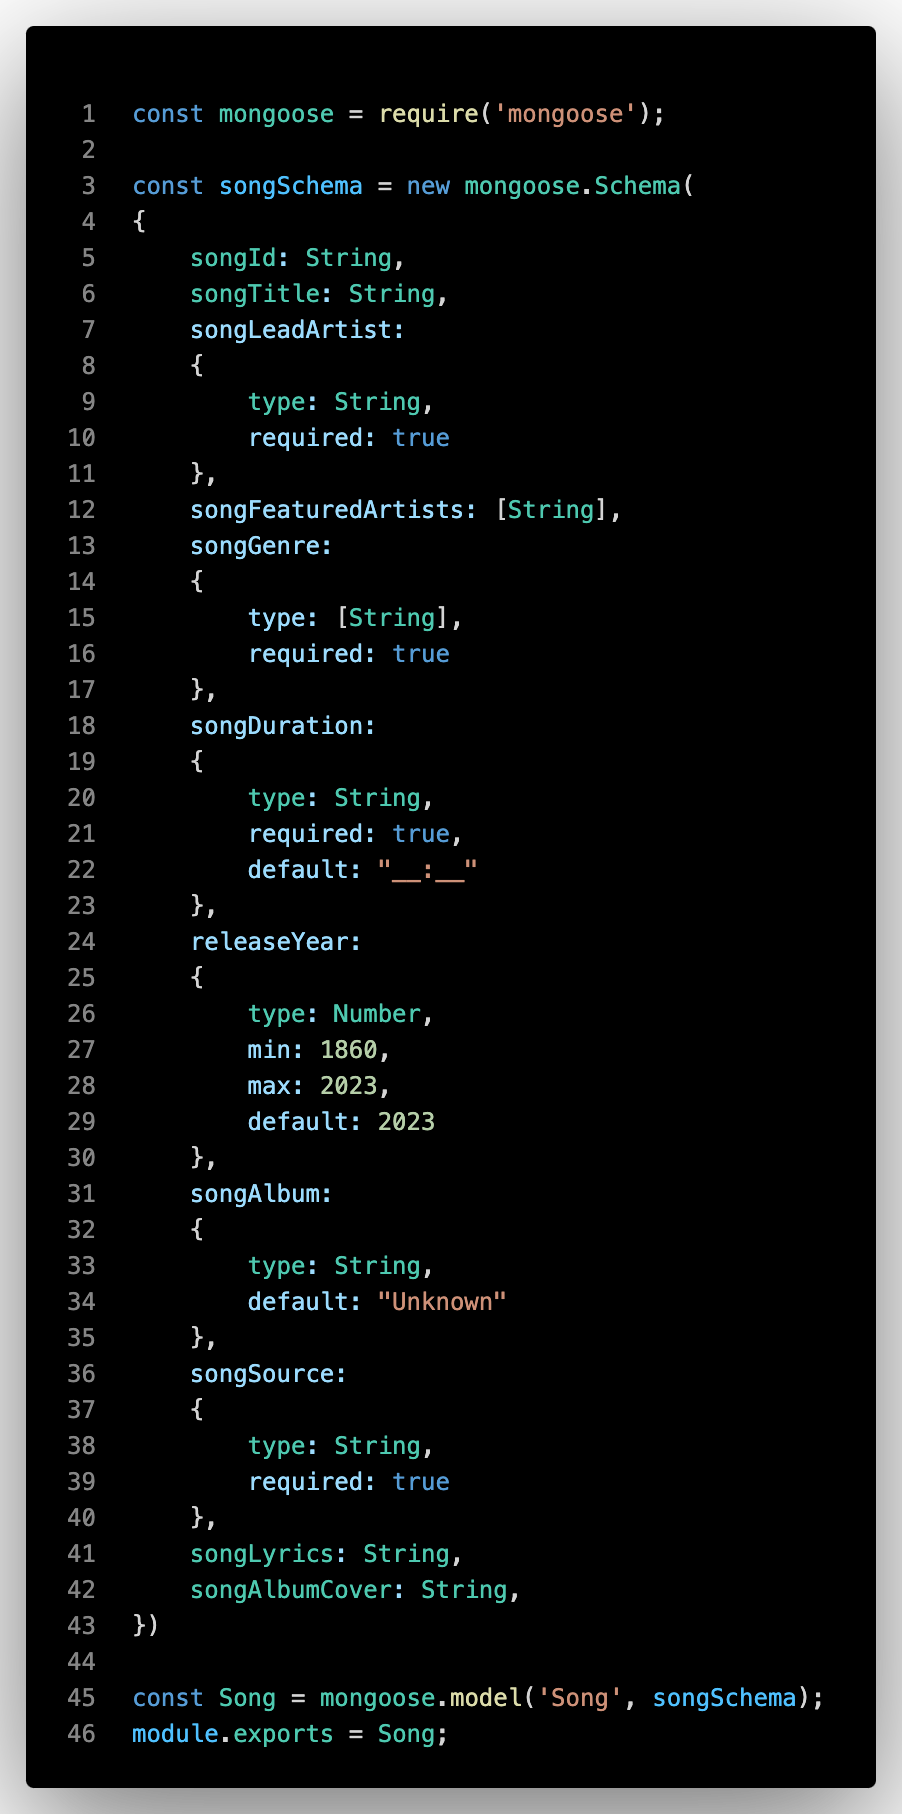 1 const mongoose = require('mongoose');
2
3 const songSchema = new mongoose.Schema(
4 {
5     songId: String,
6     songTitle: String,
7     songLeadArtist:
8     {
9         type: String,
10         required: true
11     },
12     songFeaturedArtists: [String],
13     songGenre:
14     {
15         type: [String],
16         required: true
17     },
18     songDuration:
19     {
20         type: String,
21         required: true,
22         default: "__:__"
23     },
24     releaseYear:
25     {
26         type: Number,
27         min: 1860,
28         max: 2023,
29         default: 2023
30     },
31     songAlbum:
32     {
33         type: String,
34         default: "Unknown"
35     },
36     songSource:
37     {
38         type: String,
39         required: true
40     },
41     songLyrics: String,
42     songAlbumCover: String,
43 })
44
45 const Song = mongoose.model('Song', songSchema);
46 module.exports = Song;